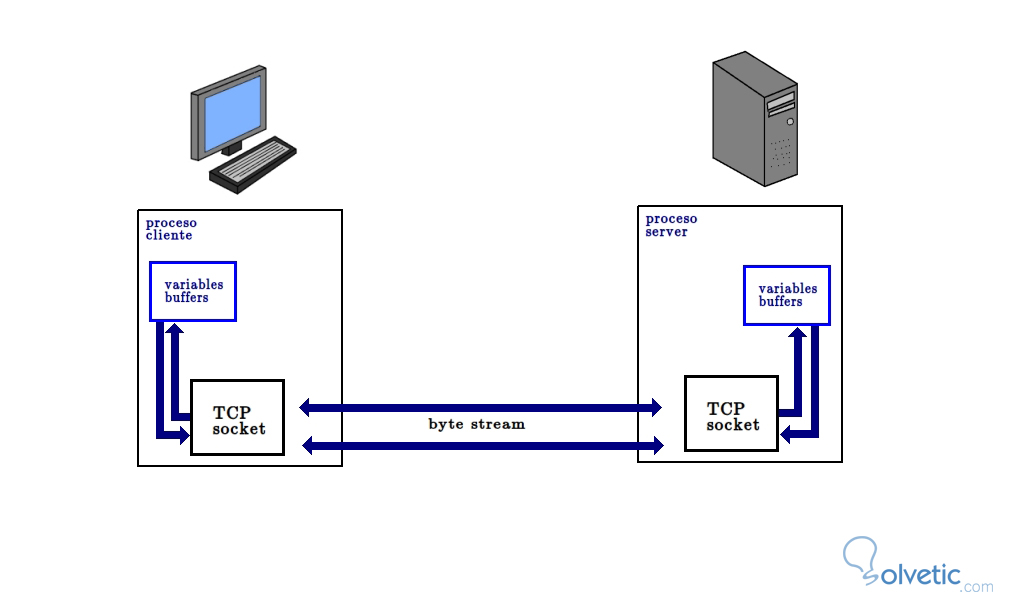 proceso
cliente
proceso
server
variables
buffers
variables
buffers
TCP
socket
byte stream
TCP
socket
Solvetic.com